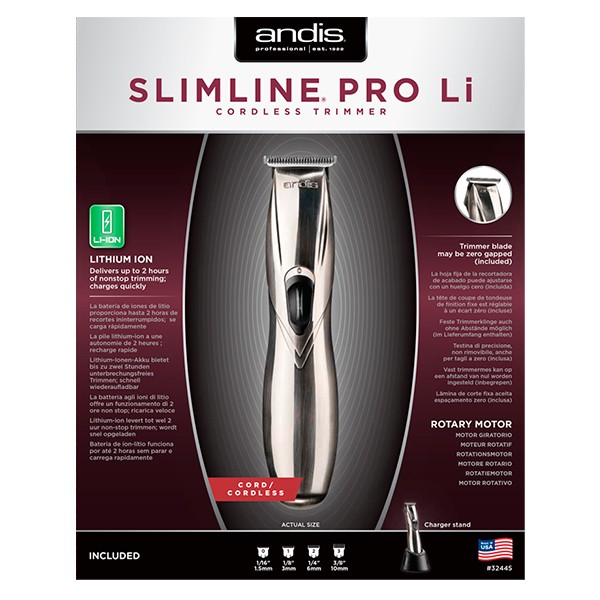 andis®
professional | est. 1922
SLIMLINE® PRO Li
CORDLESS TRIMMER
andis
LI-ION
LITHIUM ION
Delivers up to 2 hours
of nonstop trimming;
charges quickly
La batería de iones de litio
proporciona hasta 2 horas de
recortes ininterrumpidos; se
carga rápidamente
La pile lithium-ion a une
autonomie de 2 heures ;
recharge rapide
Lithium-Ionen-Akku bietet
bis zu zwei Stunden
unterbrechungsfreies
Trimmen; schnell
wiederaufladbar
La batteria agli ioni di litio
offre un funzionamento di 2
ore non stop; ricarica veloce
Lithium-ion levert tot wel 2
uur non-stop trimmen; wordt
snel opgeladen
Bateria de íon-lítio funciona
por até 2 horas sem parar e
carrega rapidamente
Trimmer blade
may be zero gapped
(included)
La hoja fija de la recortadora
de acabado puede ajustarse
con un huelgo cero (incluida)
La tête de coupe de tondeuse
de finition fixe est réglable
à un écart zéro (incluse)
Feste Trimmerklinge auch
ohne Abstände möglich
(im Lieferumfang enthalten)
Testina di precisione,
non rimovibile, anche
per tagli a zero (inclusa)
Vast trimmermes kan op
een afstand van nul worden
ingesteld (inbegrepen)
Lâmina de corte fixa aceita
espaçamento zero (inclusa)
ROTARY MOTOR
MOTOR GIRATORIO
MOTEUR ROTATIF
ROTATIONSMOTOR
MOTORE ROTARIO
ROTATIEMOTOR
MOTOR ROTATIVO
CORD/
CORDLESS
ACTUAL SIZE
Charger stand
INCLUDED
0 1 2 3
1/16" 1/8" 1/4" 3/8"
1.5mm 3mm 6mm 10mm
Made in
USA
#32445